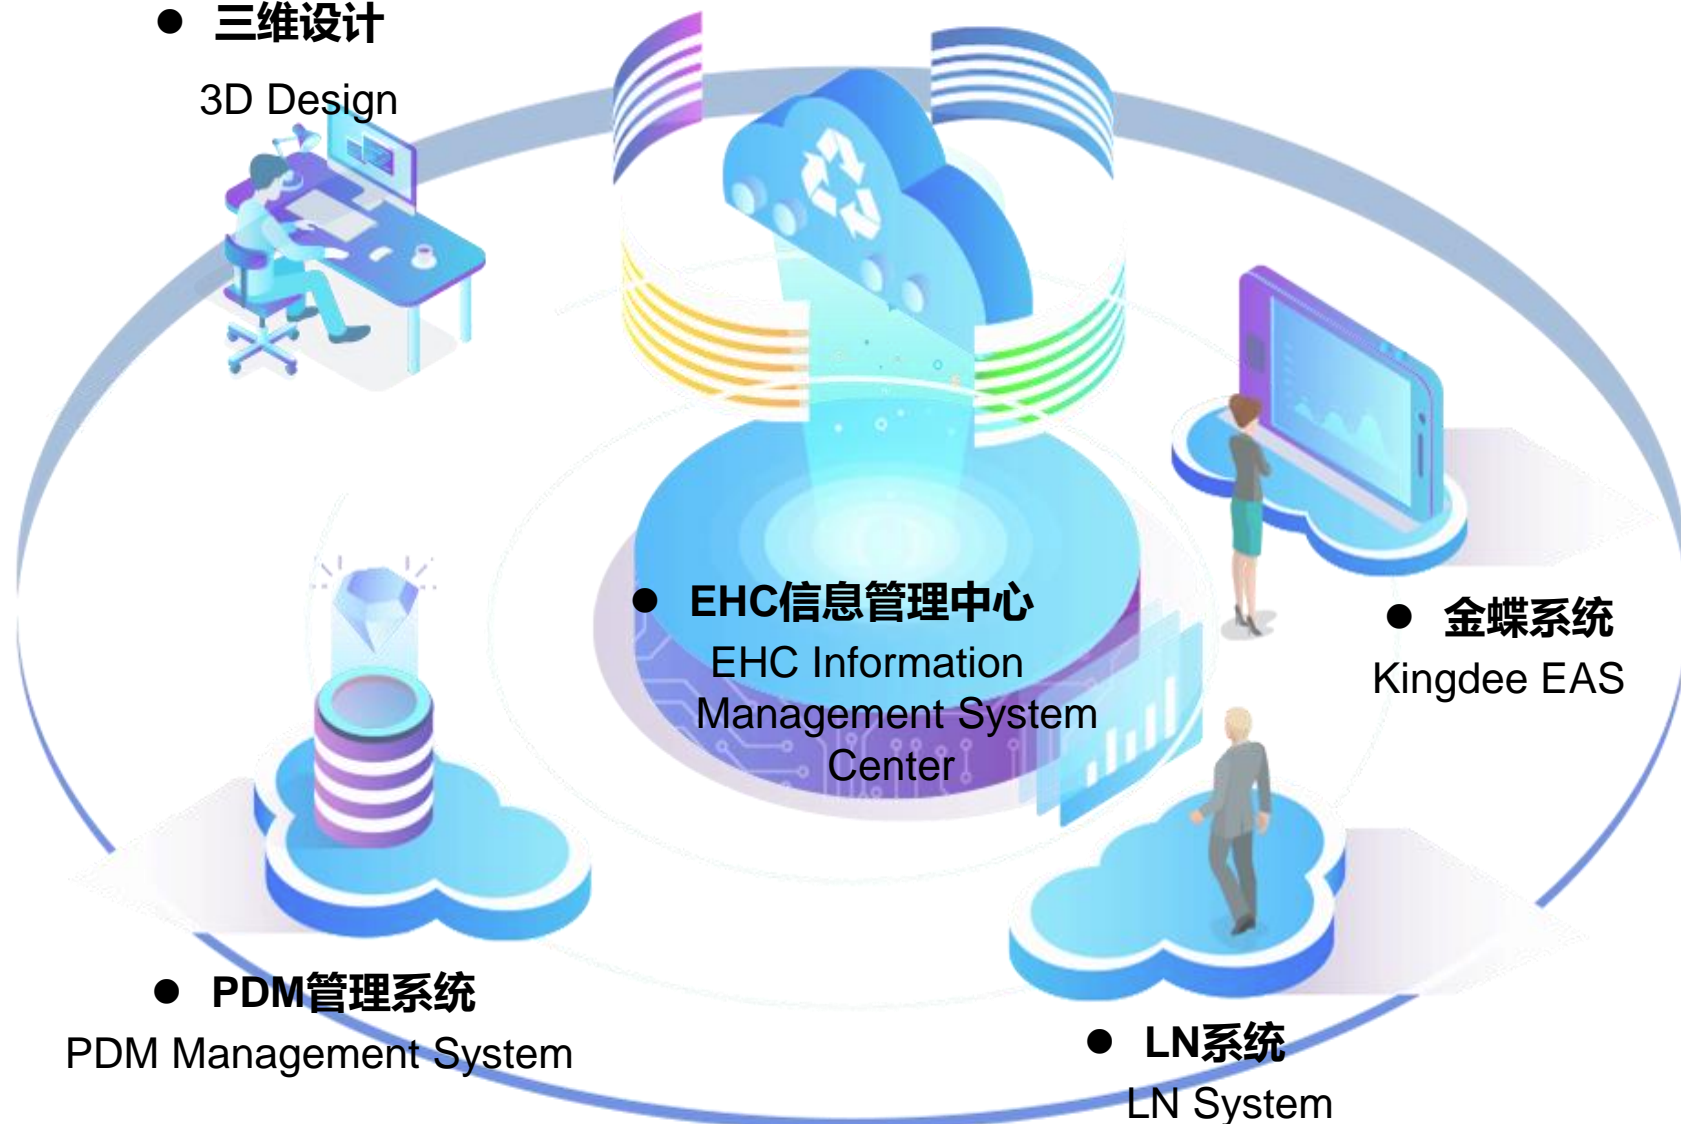 ● 三维设计
3D Design
● EHC信息管理中心
EHC Information
Management System
Center
● 金蝶系统
Kingdee EAS
● PDM管理系统
PDM Management System
● LN系统
LN System